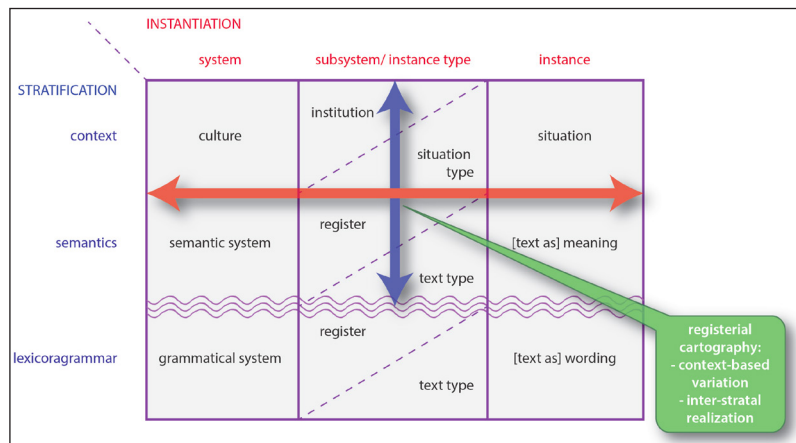 INSTANTIATION
system
subsystem/ instance type
instance
STRATIFICATION
context
institution
culture
situation
type
situation
semantics
register
semantic system
[text as] meaning
text type
lexicoragrammar
register
grammatical system
[text as] wording
text type
registerial
cartography:
- context-based
variation
- inter-stratal
realization